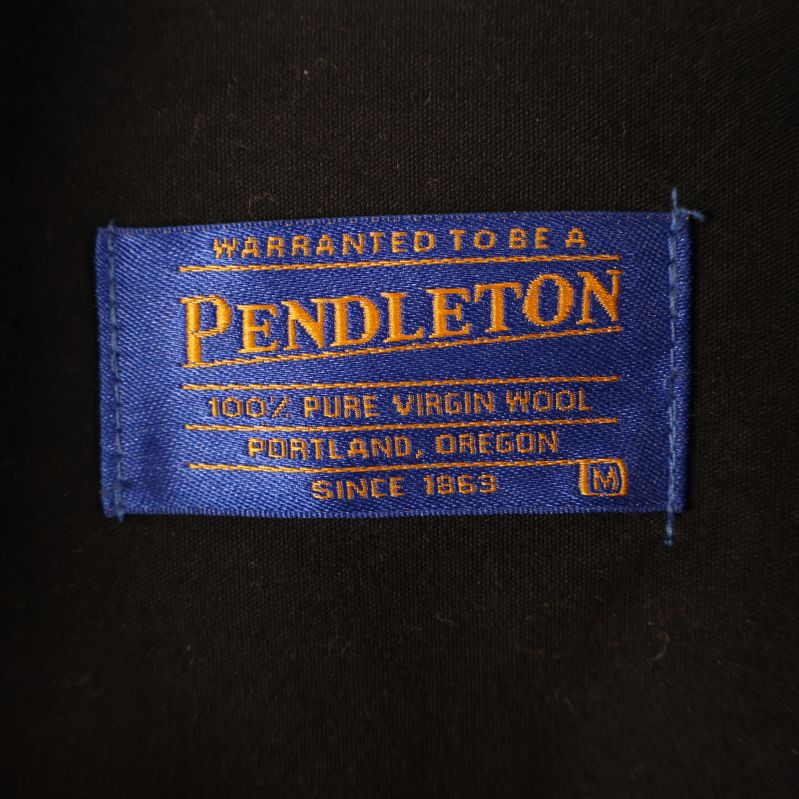 WARRANTED TO BE A
PENDLETON
100% PURE VIRGIN WOOL
PORTLAND, OREGON
SINCE 1863
M